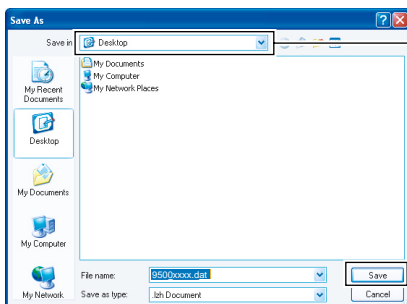 Save As
Save in
Desktop
My Documents
My Computer
My Network Places
My Recent
Documents
Desktop
My Documents
My Computer
My Network
File name:
9500xxxx.dat
Save
Save as type:
.lzh Document
Cancel